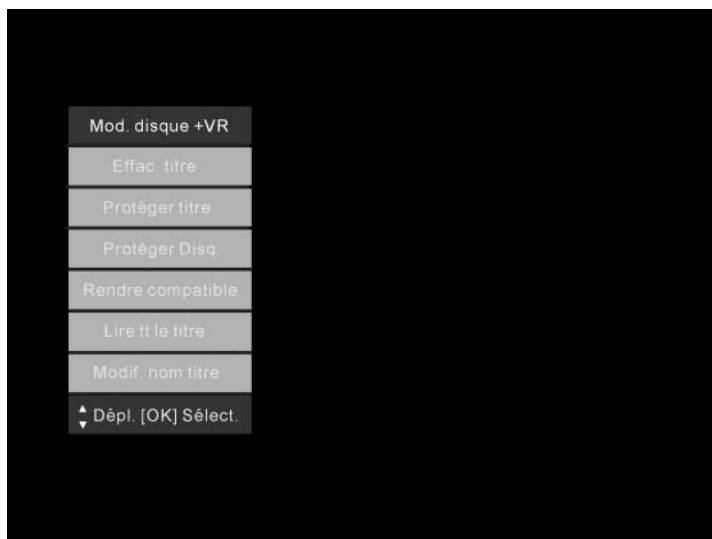 Mod. disque +VR
Effac. titre
Protéger titre
Protéger Disq.
Rendre compatible
Lire tt le titre
Modif. nom titre
Dépl. [OK] Sélect.